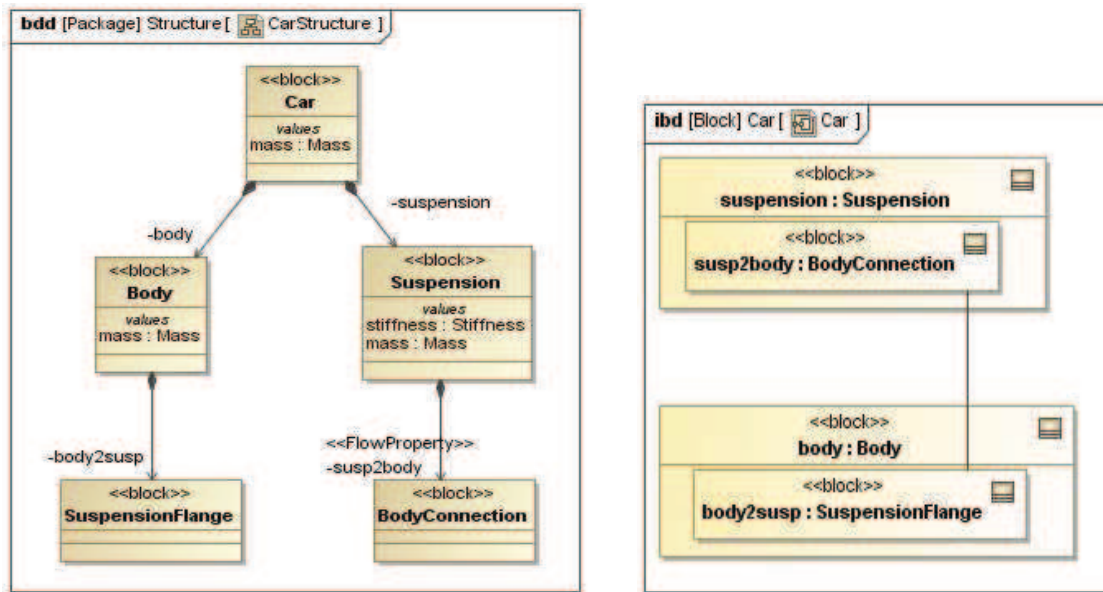 bdd [Package] Structure [ CarStructure ]
<<block>>
Car
values
mass : Mass
-body
-suspension
<<block>>
Body
values
mass : Mass
<<block>>
Suspension
values
stiffness : Stiffness
mass : Mass
-body2susp
<<FlowProperty>>
-susp2body
<<block>>
SuspensionFlange
<<block>>
BodyConnection
ibd [Block] Car [ Car ]
<<block>>
suspension : Suspension
<<block>>
susp2body : BodyConnection
<<block>>
body : Body
<<block>>
body2susp : SuspensionFlange